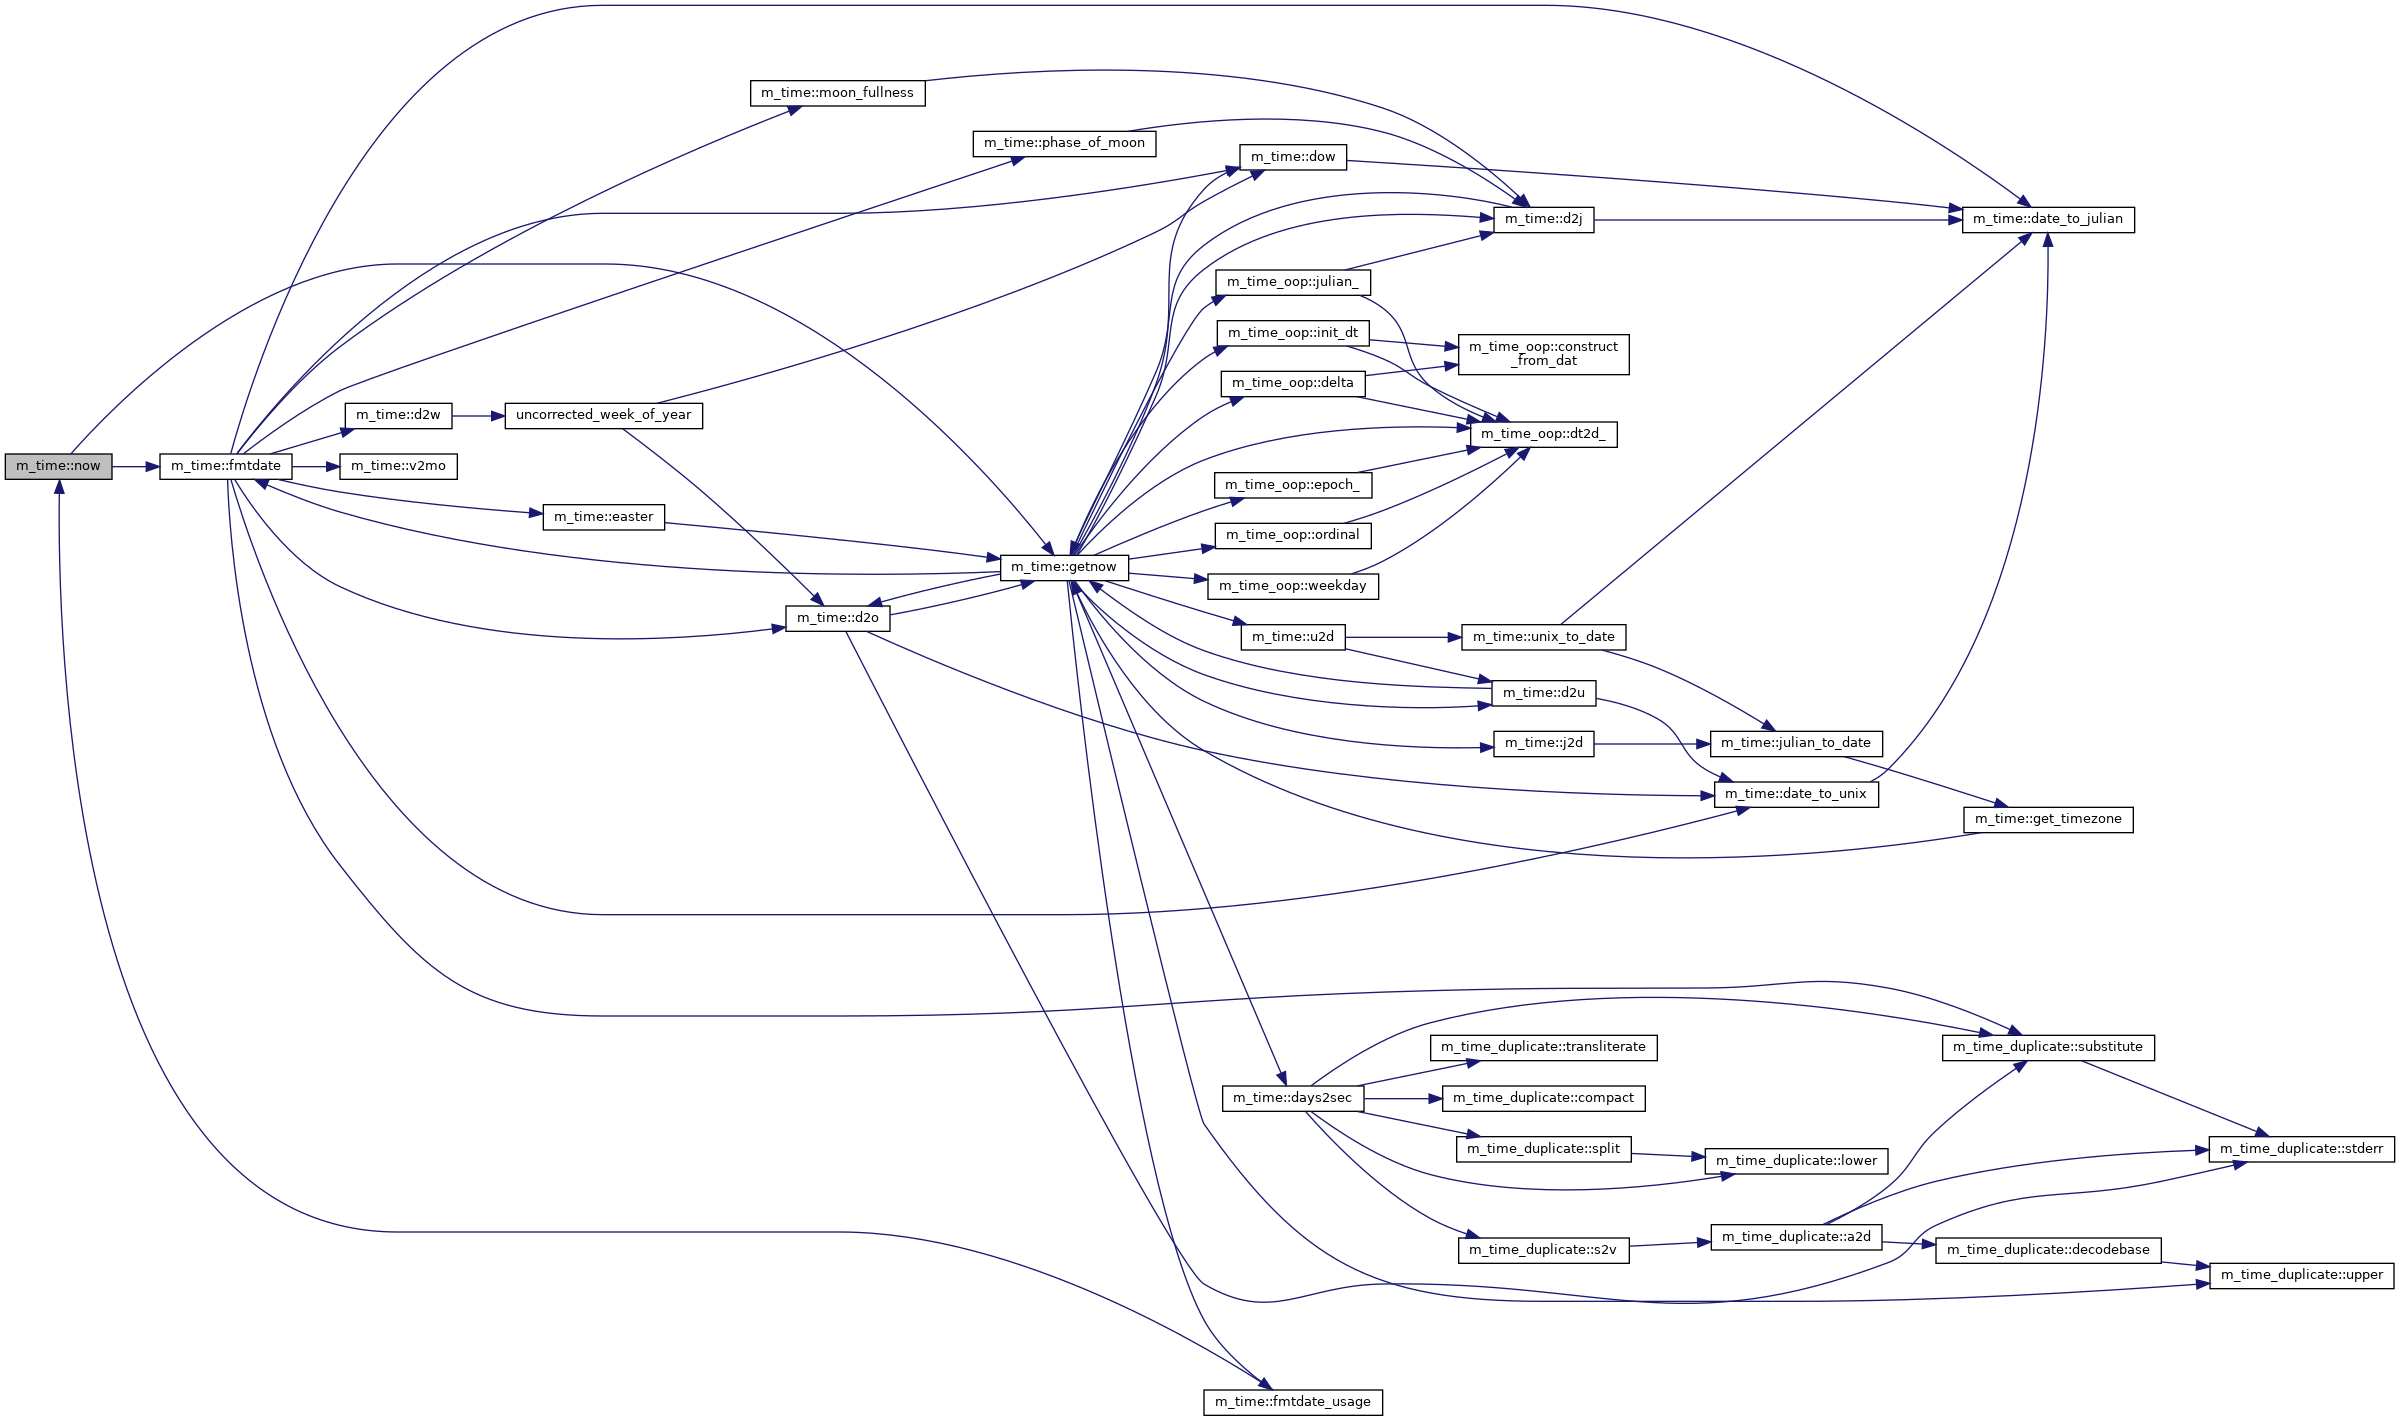 m_time::moon_fullness
m_time::phase_of_moon
m_time::dow
m_time::d2j
m_time::date_to_julian
m_time_oop::julian_
m_time_oop::init_dt
m_time_oop::construct
_from_dat
m_time_oop::delta
m_time::d2w
uncorrected_week_of_year
m_time_oop::dt2d_
m_time::now
m_time::fmtdate
m_time::v2mo
m_time_oop::epoch_
m_time::easter
m_time_oop::ordinal
m_time::getnow
m_time_oop::weekday
m_time::d2o
m_time::u2d
m_time::unix_to_date
m_time::d2u
m_time::j2d
m_time::julian_to_date
m_time::date_to_unix
m_time::get_timezone
m_time_duplicate::transliterate
m_time_duplicate::substitute
m_time::days2sec
m_time_duplicate::compact
m_time_duplicate::split
m_time_duplicate::lower
m_time_duplicate::stderr
m_time_duplicate::s2v
m_time_duplicate::a2d
m_time_duplicate::decodebase
m_time_duplicate::upper
m_time::fmtdate_usage